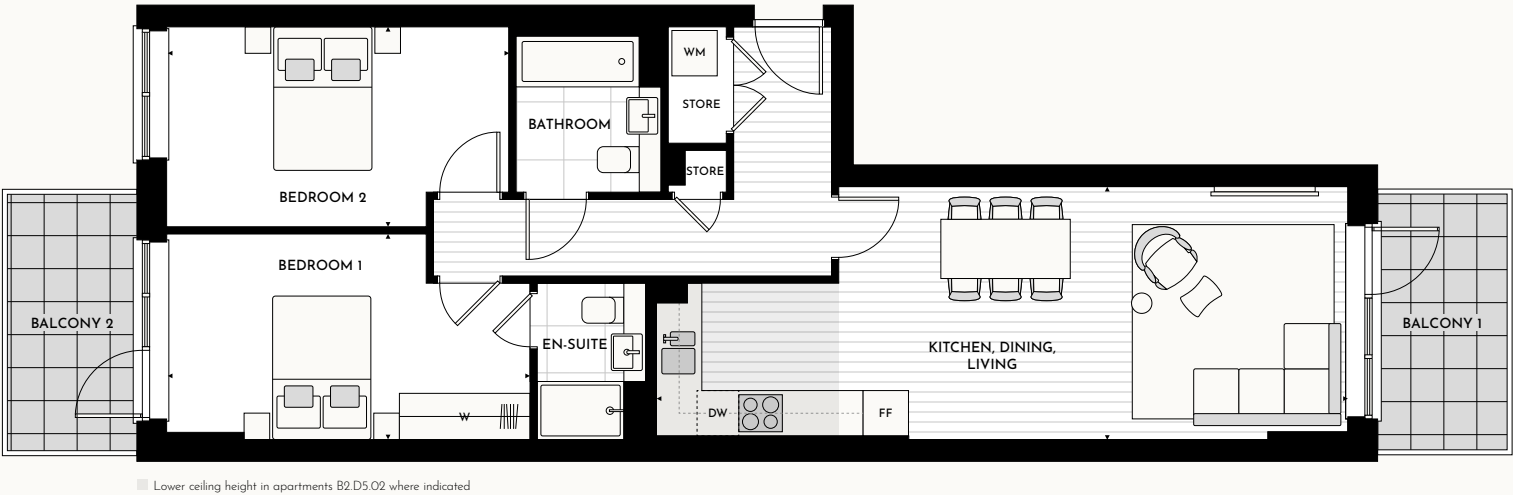 WM
STORE
BATHROOM
STORE
BEDROOM 2
BEDROOM 1
BALCONY 2
EN-SUITE
KITCHEN, DINING,
LIVING
BALCONY 1
W
DW
FF
Lower ceiling height in apartments B2.D5.02 where indicated